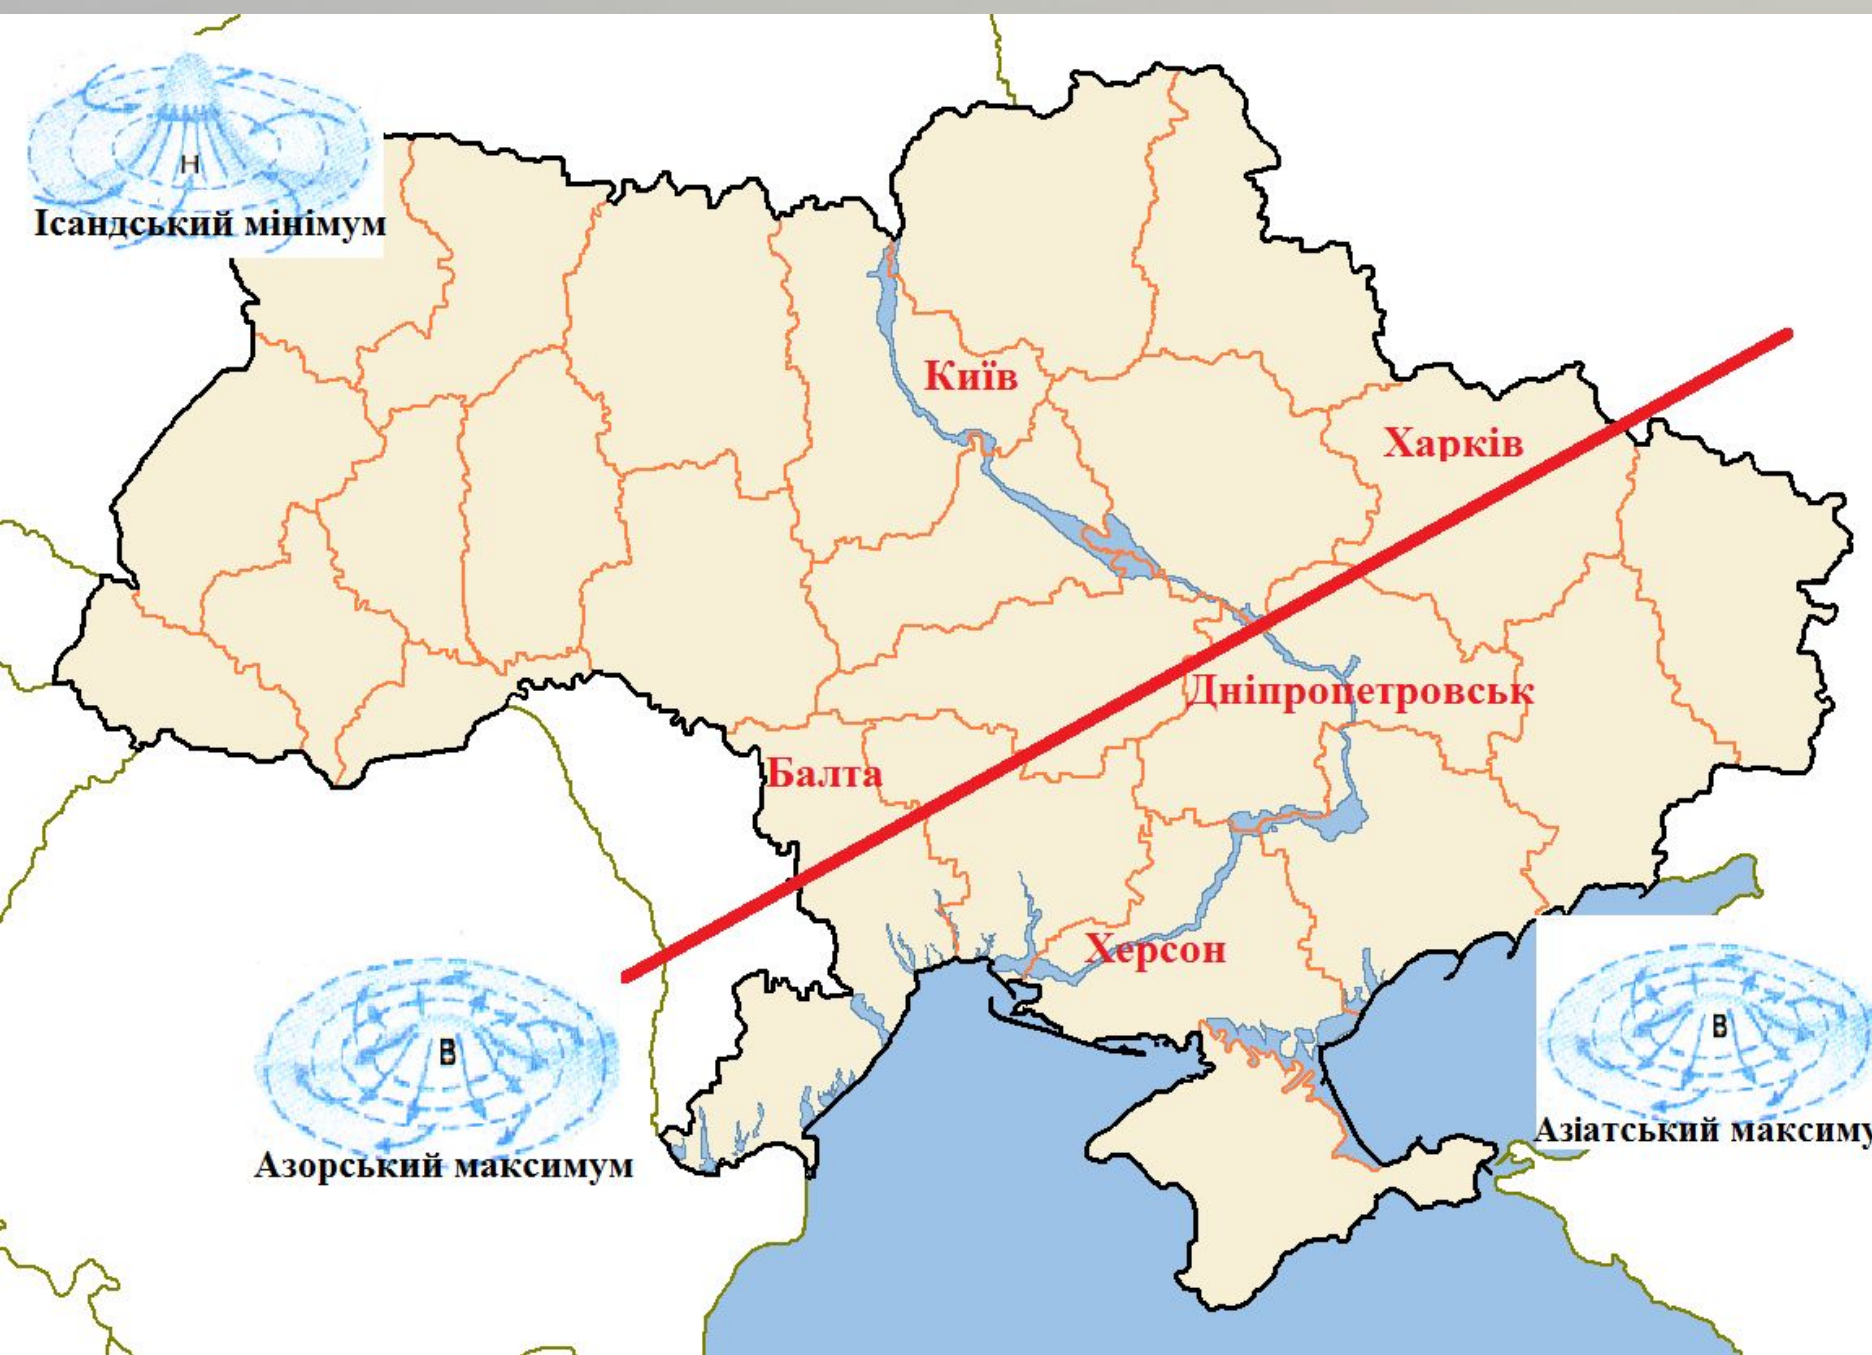 Н
Ісандський мінімум
Київ
Харків
Дніпропетровськ
Балта
Херсон
В
Азорський максимум
В
Азіатський максиму